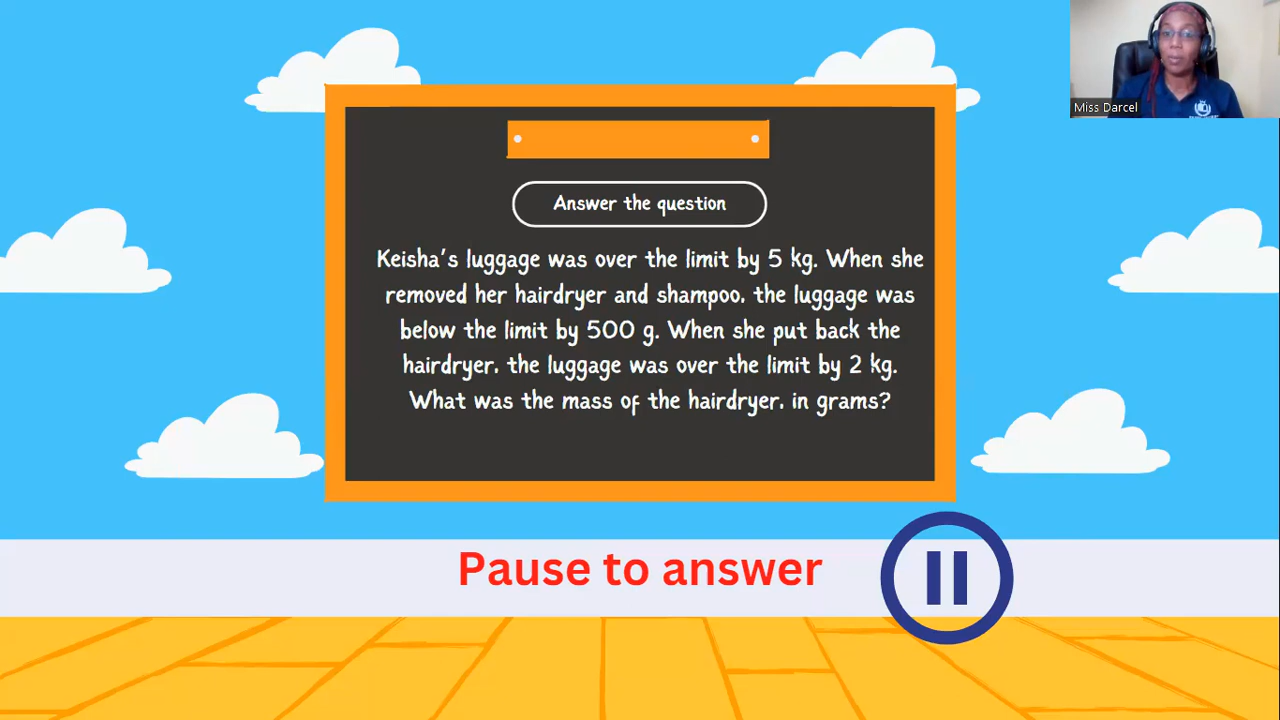 Miss Darcel
Answer the question
Keisha's luggage was over the limit by 5 kg. When she
removed her hairdryer and shampoo, the luggage was
below the limit by 500 g. When she put back the
hairdryer, the luggage was over the limit by 2 kg.
What was the mass of the hairdryer, in grams?
Pause to answer